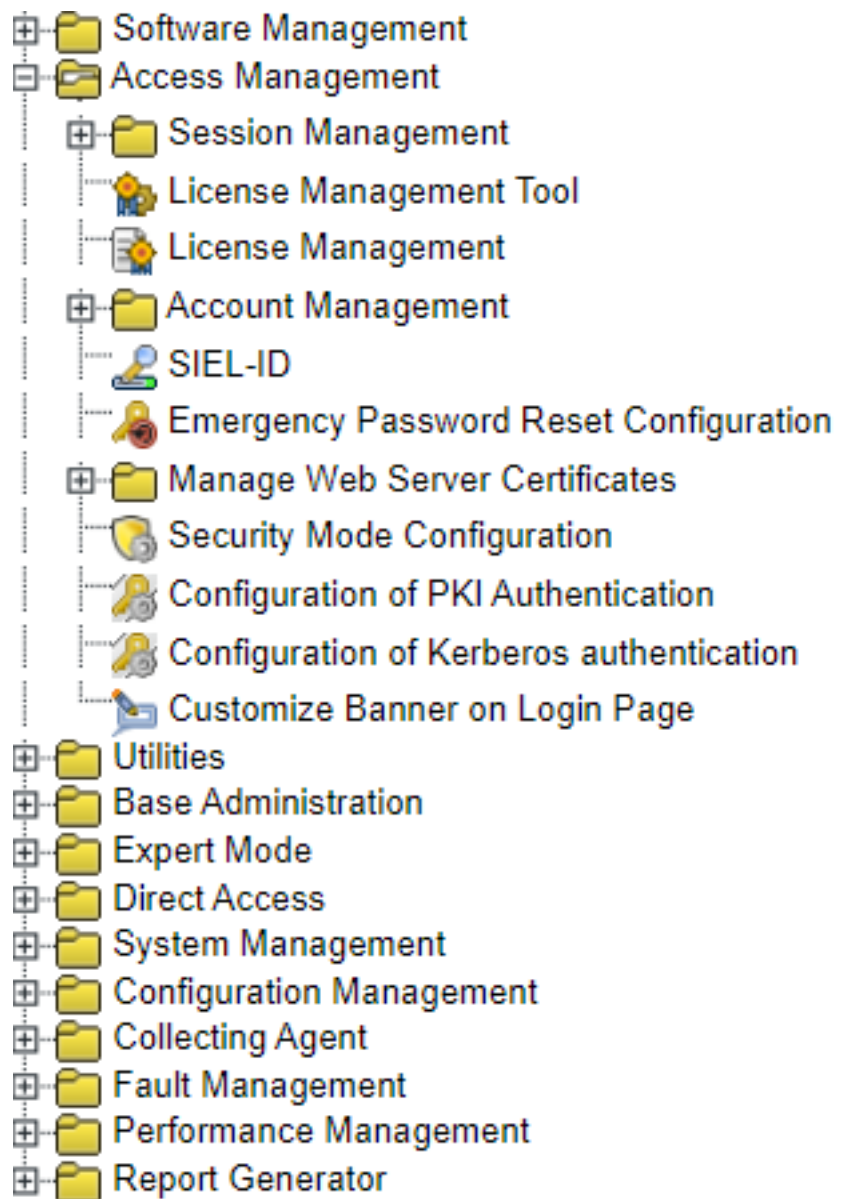 Software Management
Access Management
Session Management
License Management Tool
License Management
Account Management
SIEL-ID
Emergency Password Reset Configuration
Manage Web Server Certificates
Security Mode Configuration
Configuration of PKI Authentication
Configuration of Kerberos authentication
Customize Banner on Login Page
Utilities
Base Administration
Expert Mode
Direct Access
System Management
Configuration Management
Collecting Agent
Fault Management
Performance Management
Report Generator